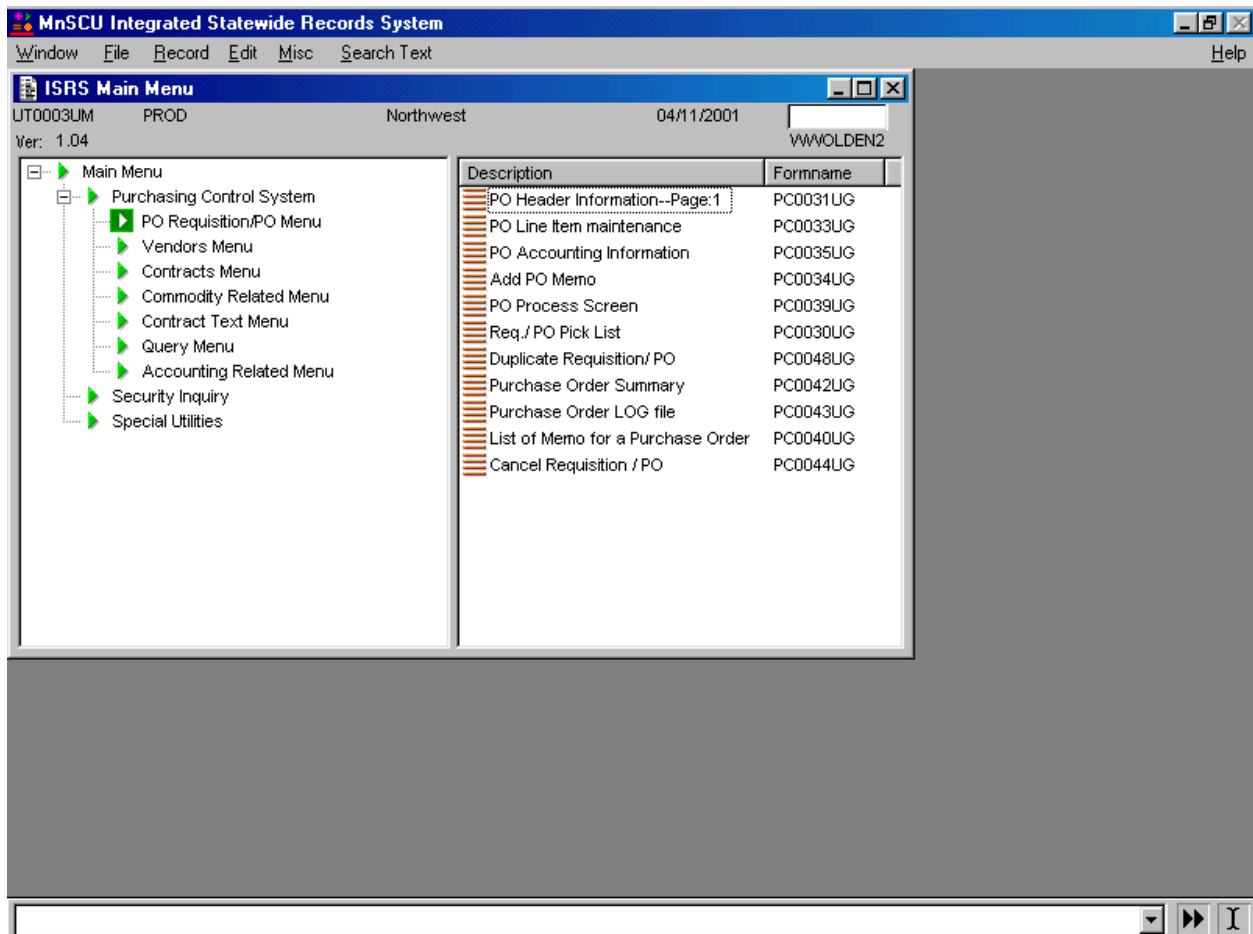 MnSCU Integrated Statewide Records System
Window File Record Edit Misc Search Text Help
ISRS Main Menu
UT0003UM PROD Northwest 04/11/2001
Ver: 1.04 VWVOLDEN2
Main Menu
Purchasing Control System
PO Requisition/PO Menu
Vendors Menu
Contracts Menu
Commodity Related Menu
Contract Text Menu
Query Menu
Accounting Related Menu
Security Inquiry
Special Utilities
Description Formname
PO Header Information--Page:1 PC0031UG
PO Line Item maintenance PC0033UG
PO Accounting Information PC0035UG
Add PO Memo PC0034UG
PO Process Screen PC0039UG
Req./ PO Pick List PC0030UG
Duplicate Requisition/ PO PC0048UG
Purchase Order Summary PC0042UG
Purchase Order LOG file PC0043UG
List of Memo for a Purchase Order PC0040UG
Cancel Requisition / PO PC0044UG